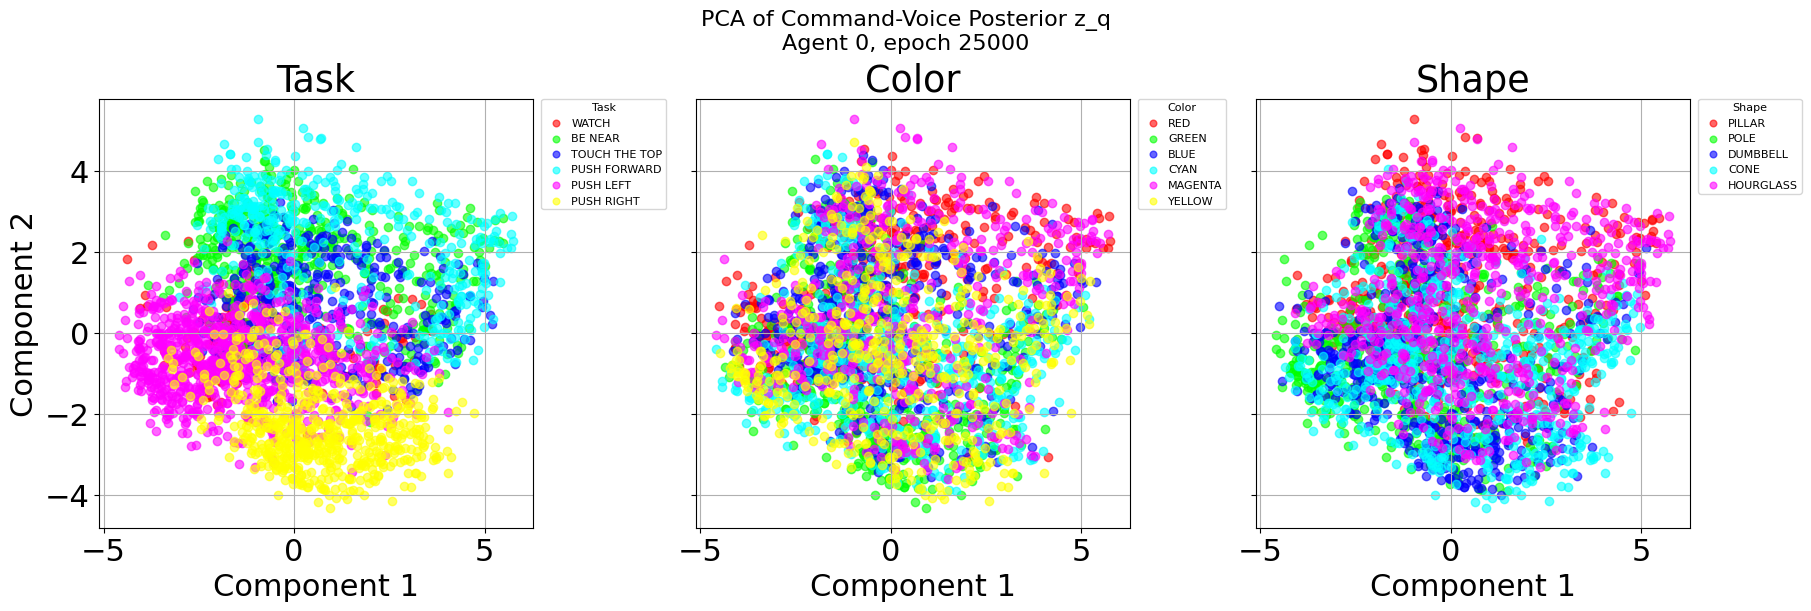 PCA of Command-Voice Posterior z_q
Agent 0, epoch 25000
Task
Component 2
4
2
0
−2
−4
−5
0
5
Component 1
Task
WATCH
BE NEAR
TOUCH THE TOP
PUSH FORWARD
PUSH LEFT
PUSH RIGHT
Color
−5
0
5
Component 1
Color
RED
GREEN
BLUE
CYAN
MAGENTA
YELLOW
Shape
−5
0
5
Component 1
Shape
PILLAR
POLE
DUMBBELL
CONE
HOURGLASS